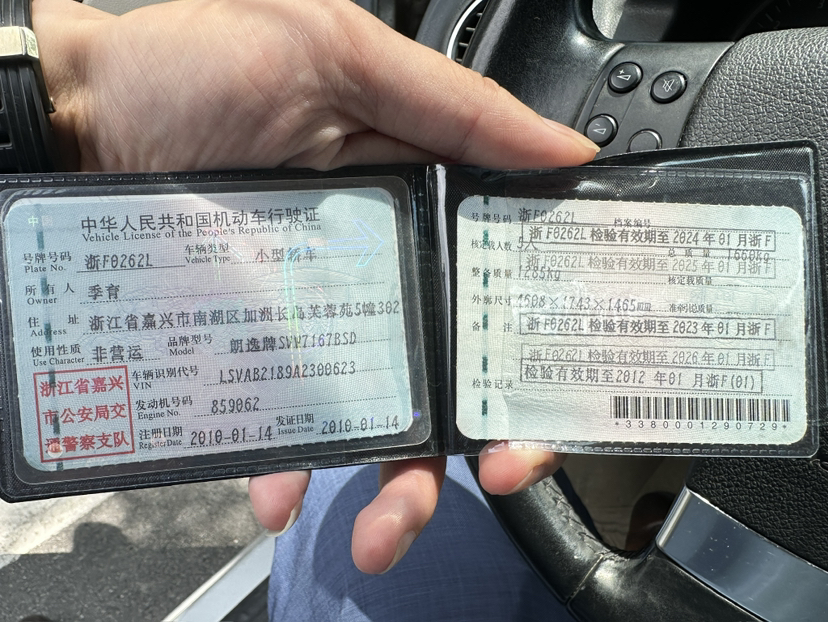 中华人民共和国机动车行驶证
Vehicle License of the People's Republic of China
号牌号码 浙F0262L 车辆类型 小型轿车
Plate No. Vehicle Type
所有人 季育
Owner
住址 浙江省嘉兴市南湖区加洲长岛芙蓉苑5幢302
Address
使用性质 非营运 品牌型号 朗逸牌SVW7167BSD
Use Character Model
浙江省嘉兴
市公安局交
通警察支队
车辆识别代号 LSVAB2189A2300623
VIN
发动机号码 859062
Engine No.
注册日期 2010-01-14 发证日期 2010-01-14
Register Date Issue Date
号牌号码 浙F0262L 档案编号
浙F0262L 检验有效期至2024年01月浙F
核定载人数 5人 总质量 1660kg
浙F0262L 检验有效期至2025年01月浙F
整备质量 1285kg 核定载质量
外廓尺寸 4608×1743×1465mm 准牵引总质量
备注 浙F0262L 检验有效期至2023年01月浙F
浙F0262L 检验有效期至2026年01月浙F
检验记录 检验有效期至2012年01月浙F(01)
*3380001290729*